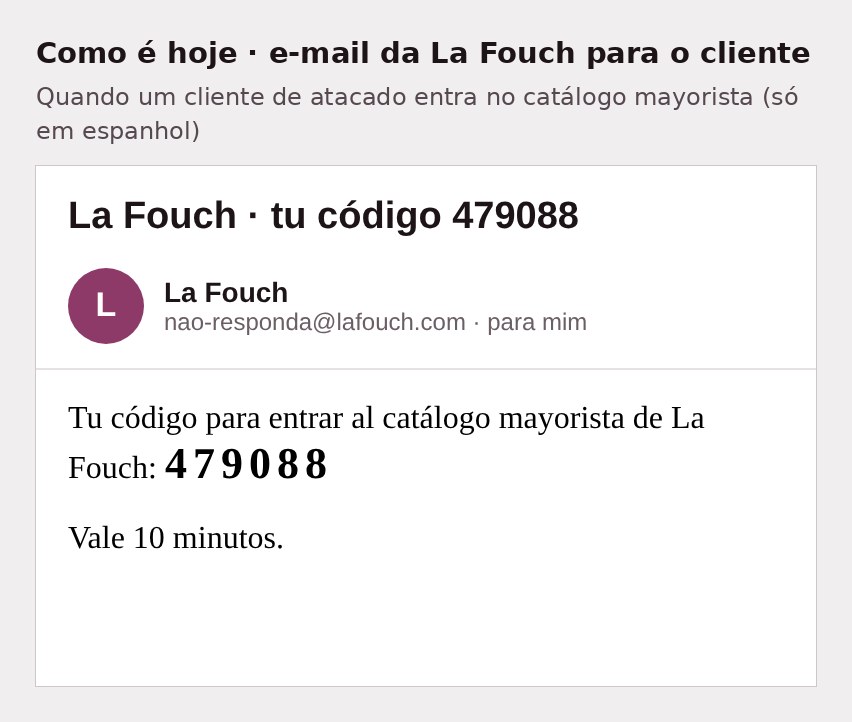 Como é hoje · e-mail da La Fouch para o cliente
Quando um cliente de atacado entra no catálogo mayorista (só
em espanhol)
La Fouch · tu código 479088
L
La Fouch
nao-responda@lafouch.com · para mim
Tu código para entrar al catálogo mayorista de La
Fouch: 479088
Vale 10 minutos.